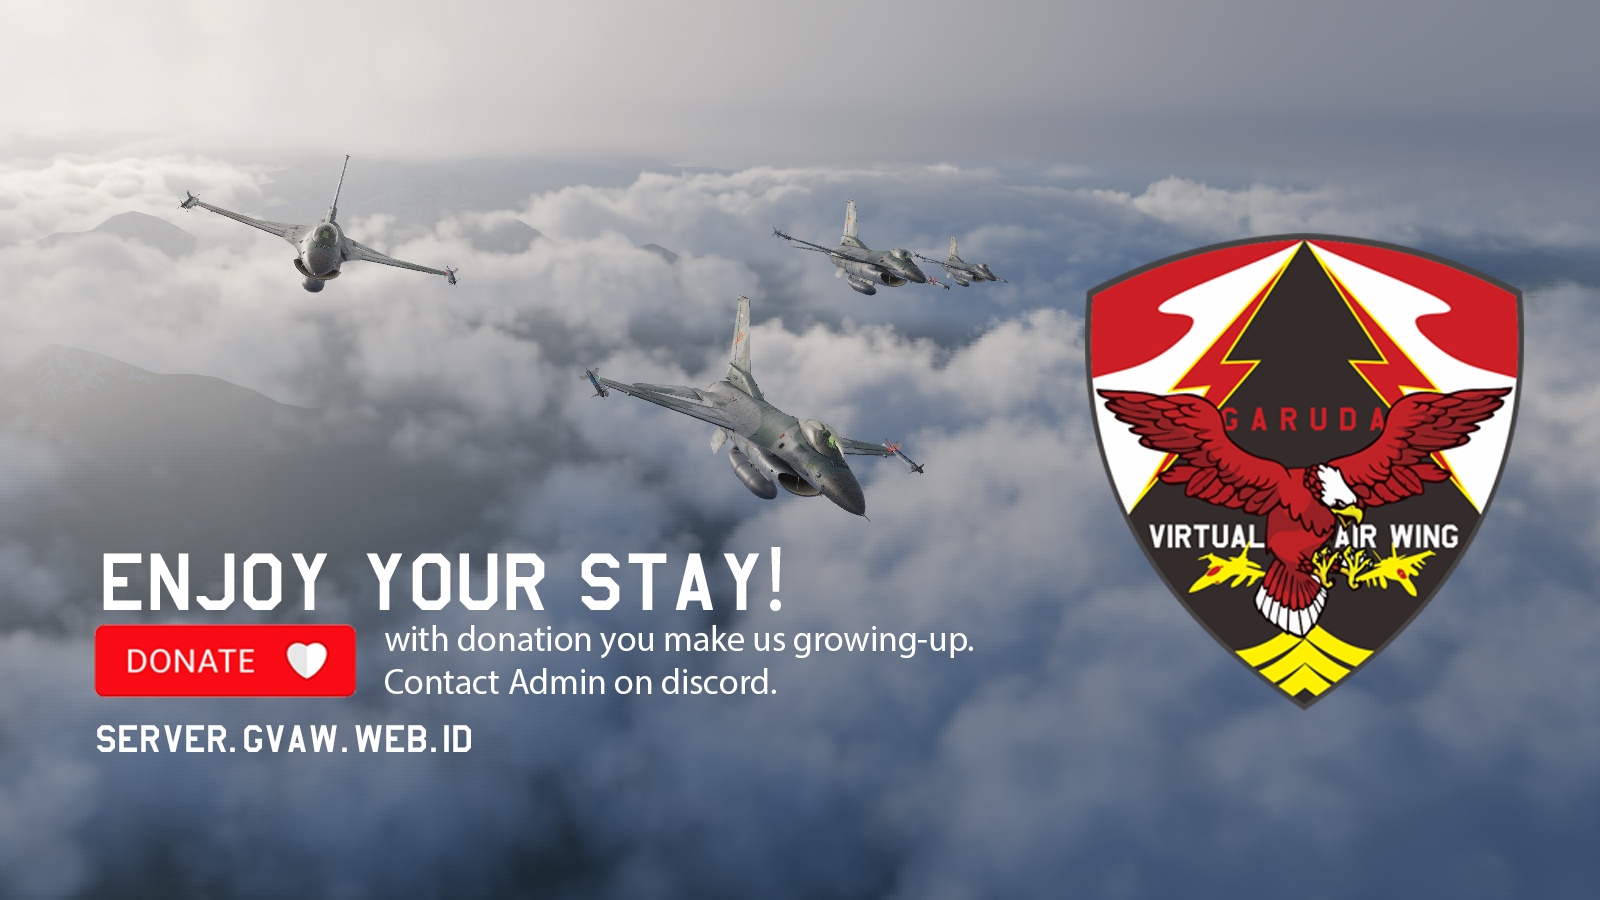 ENJOY YOUR STAY!
DONATE
with donation you make us growing-up.
Contact Admin on discord.
SERVER.GVAW.WEB.ID
GARUDA
VIRTUAL AIR WING